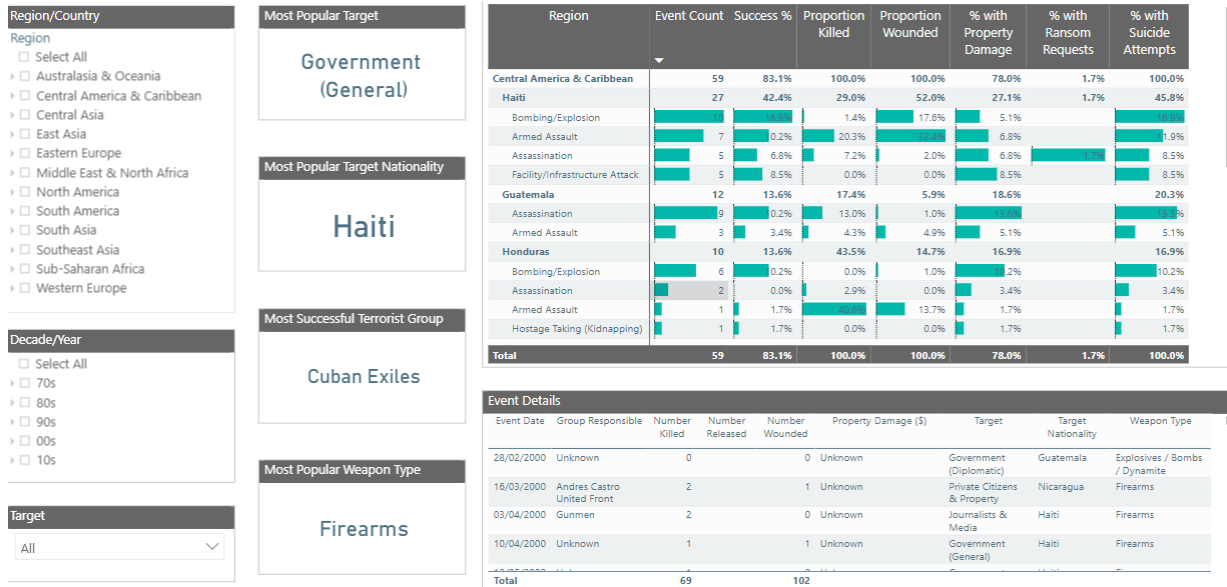 Region/Country
Region
Select All
Australasia & Oceania
Central America & Caribbean
Central Asia
East Asia
Eastern Europe
Middle East & North Africa
North America
South America
South Asia
Southeast Asia
Sub-Saharan Africa
Western Europe
Decade/Year
Select All
70s
80s
90s
00s
10s
Target
All
Most Popular Target
Government
(General)
Most Popular Target Nationality
Haiti
Most Successful Terrorist Group
Cuban Exiles
Most Popular Weapon Type
Firearms
Region Event Count Success % Proportion Killed Proportion Wounded % with Property Damage % with Ransom Requests % with Suicide Attempts
Central America & Caribbean 59 83.1% 100.0% 100.0% 78.0% 1.7% 100.0%
Haiti 27 42.4% 29.0% 52.0% 27.1% 1.7% 45.8%
Bombing/Explosion 10 16.9% 1.4% 17.6% 5.1% 16.9%
Armed Assault 7 10.2% 20.3% 32.4% 6.8% 11.9%
Assassination 5 6.8% 7.2% 2.0% 6.8% 1.7% 8.5%
Facility/Infrastructure Attack 5 8.5% 0.0% 0.0% 8.5% 8.5%
Guatemala 12 13.6% 17.4% 5.9% 18.6% 20.3%
Assassination 9 10.2% 13.0% 1.0% 13.6% 15.3%
Armed Assault 3 3.4% 4.3% 4.9% 5.1% 5.1%
Honduras 10 13.6% 43.5% 14.7% 16.9% 16.9%
Bombing/Explosion 6 10.2% 0.0% 1.0% 10.2% 10.2%
Assassination 2 0.0% 2.9% 0.0% 3.4% 3.4%
Armed Assault 1 1.7% 40.6% 13.7% 1.7% 1.7%
Hostage Taking (Kidnapping) 1 1.7% 0.0% 0.0% 1.7% 1.7%
Total 59 83.1% 100.0% 100.0% 78.0% 1.7% 100.0%
Event Details
Event Date Group Responsible Number Killed Number Released Number Wounded Property Damage ($) Target Target Nationality Weapon Type
28/02/2000 Unknown 0 0 Unknown Government (Diplomatic) Guatemala Explosives / Bombs / Dynamite
16/03/2000 Andres Castro United Front 2 1 Unknown Private Citizens & Property Nicaragua Firearms
03/04/2000 Gunmen 2 0 Unknown Journalists & Media Haiti Firearms
10/04/2000 Unknown 1 1 Unknown Government (General) Haiti Firearms
Total 69 102